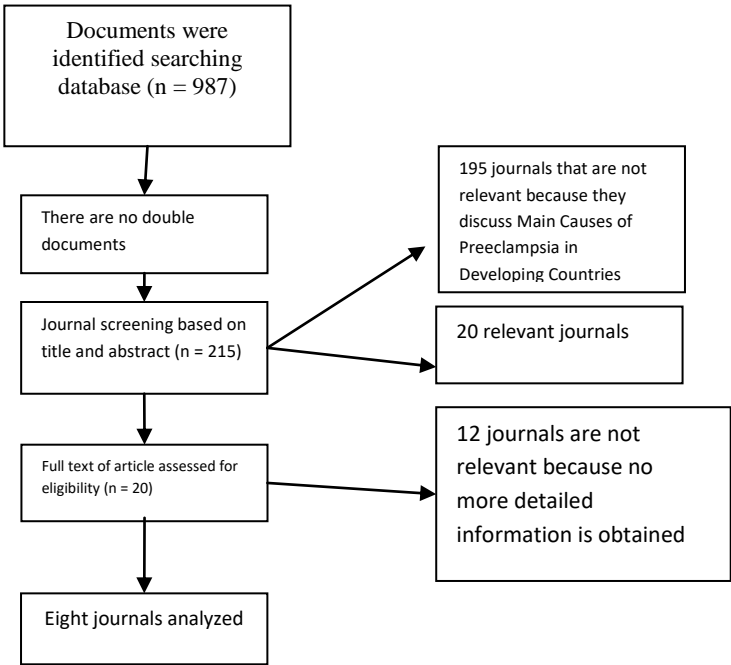 Documents were
identified searching
database (n = 987)
There are no double
documents
195 journals that are not
relevant because they
discuss Main Causes of
Preeclampsia in
Developing Countries
Journal screening based on
title and abstract (n = 215)
20 relevant journals
Full text of article assessed for
eligibility (n = 20)
12 journals are not
relevant because no
more detailed
information is obtained
Eight journals analyzed